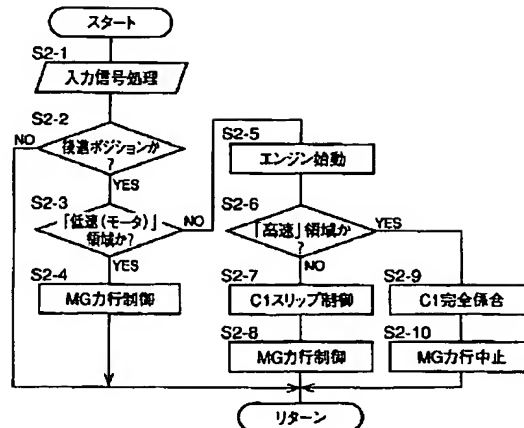 スタート
S2-1
入力信号処理
S2-2
NO
後進ポジションか
?
YES
S2-3
「低速(モータ)」
領域か?
NO
YES
S2-4
MG力行制御
S2-5
エンジン始動
S2-6
「高速」領域か
?
YES
NO
S2-7
C1スリップ制御
S2-8
MG力行制御
S2-9
C1完全係合
S2-10
MG力行中止
リターン